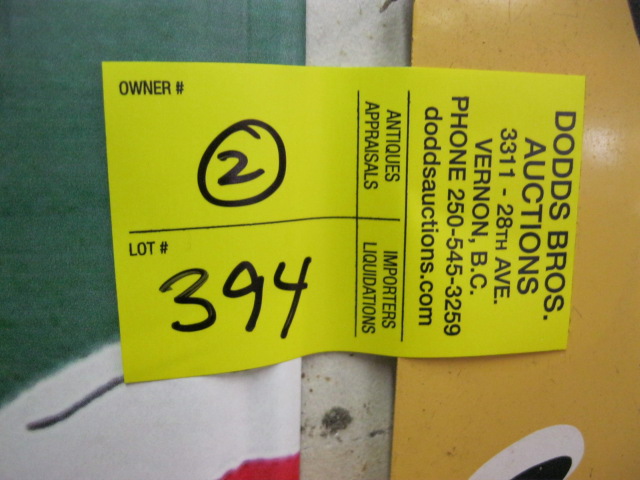 OWNER #
2
LOT #
394
ANTIQUES
APPRAISALS
IMPORTERS
LIQUIDATIONS
DODDS BROS.
AUCTIONS
3311 - 28TH AVE.
VERNON, B.C.
PHONE 250-545-3259
doddsauctions.com